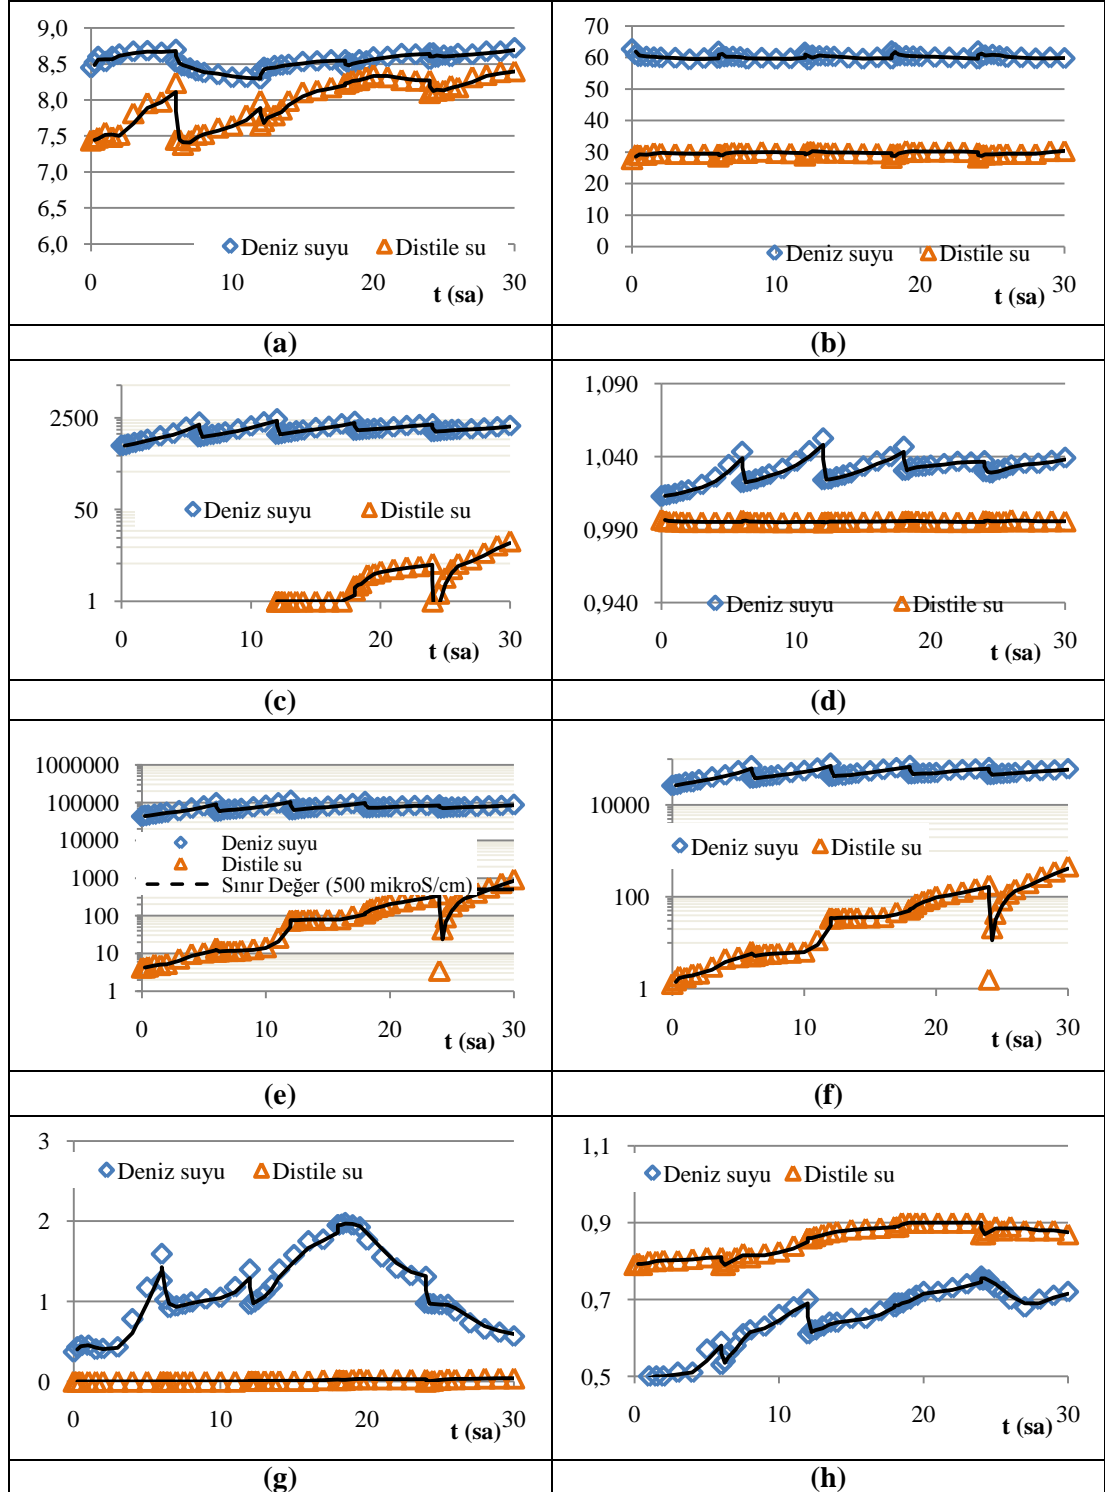 9,0
8,5
8,0
7,5
7,0
6,5
6,0
Deniz suyu Distile su
0 10 20 30
t (sa)
(a)
70
60
50
40
30
20
10
0
Deniz suyu Distile su
0 10 20 30
t (sa)
(b)
2500
50
1
Deniz suyu Distile su
0 10 20 30
t (sa)
(c)
1,090
1,040
0,990
0,940
Deniz suyu Distile su
0 10 20 30
t (sa)
(d)
1000000
100000
10000
1000
100
10
1
Deniz suyu
Distile su
Sınır Değer (500 mikroS/cm)
0 10 20 30
t (sa)
(e)
10000
100
1
Deniz suyu Distile su
0 10 20 30
t (sa)
(f)
3
2
1
0
Deniz suyu Distile su
0 10 20 30
t (sa)
(g)
1,1
0,9
0,7
0,5
Deniz suyu Distile su
0 10 20 30
t (sa)
(h)